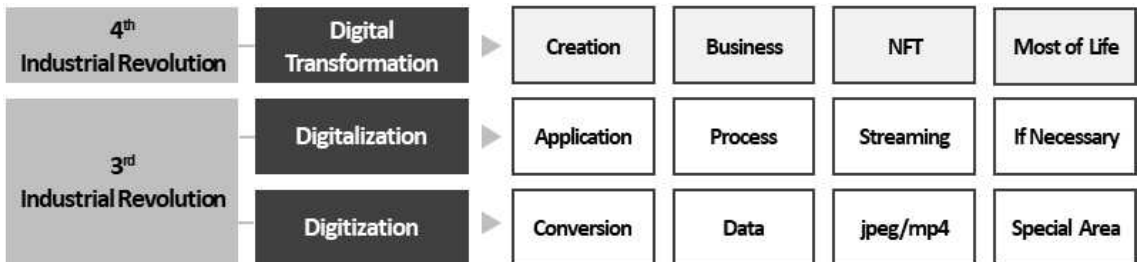 4th
Industrial Revolution
Digital
Transformation
Creation
Business
NFT
Most of Life
3rd
Industrial Revolution
Digitalization
Application
Process
Streaming
If Necessary
Digitization
Conversion
Data
jpeg/mp4
Special Area